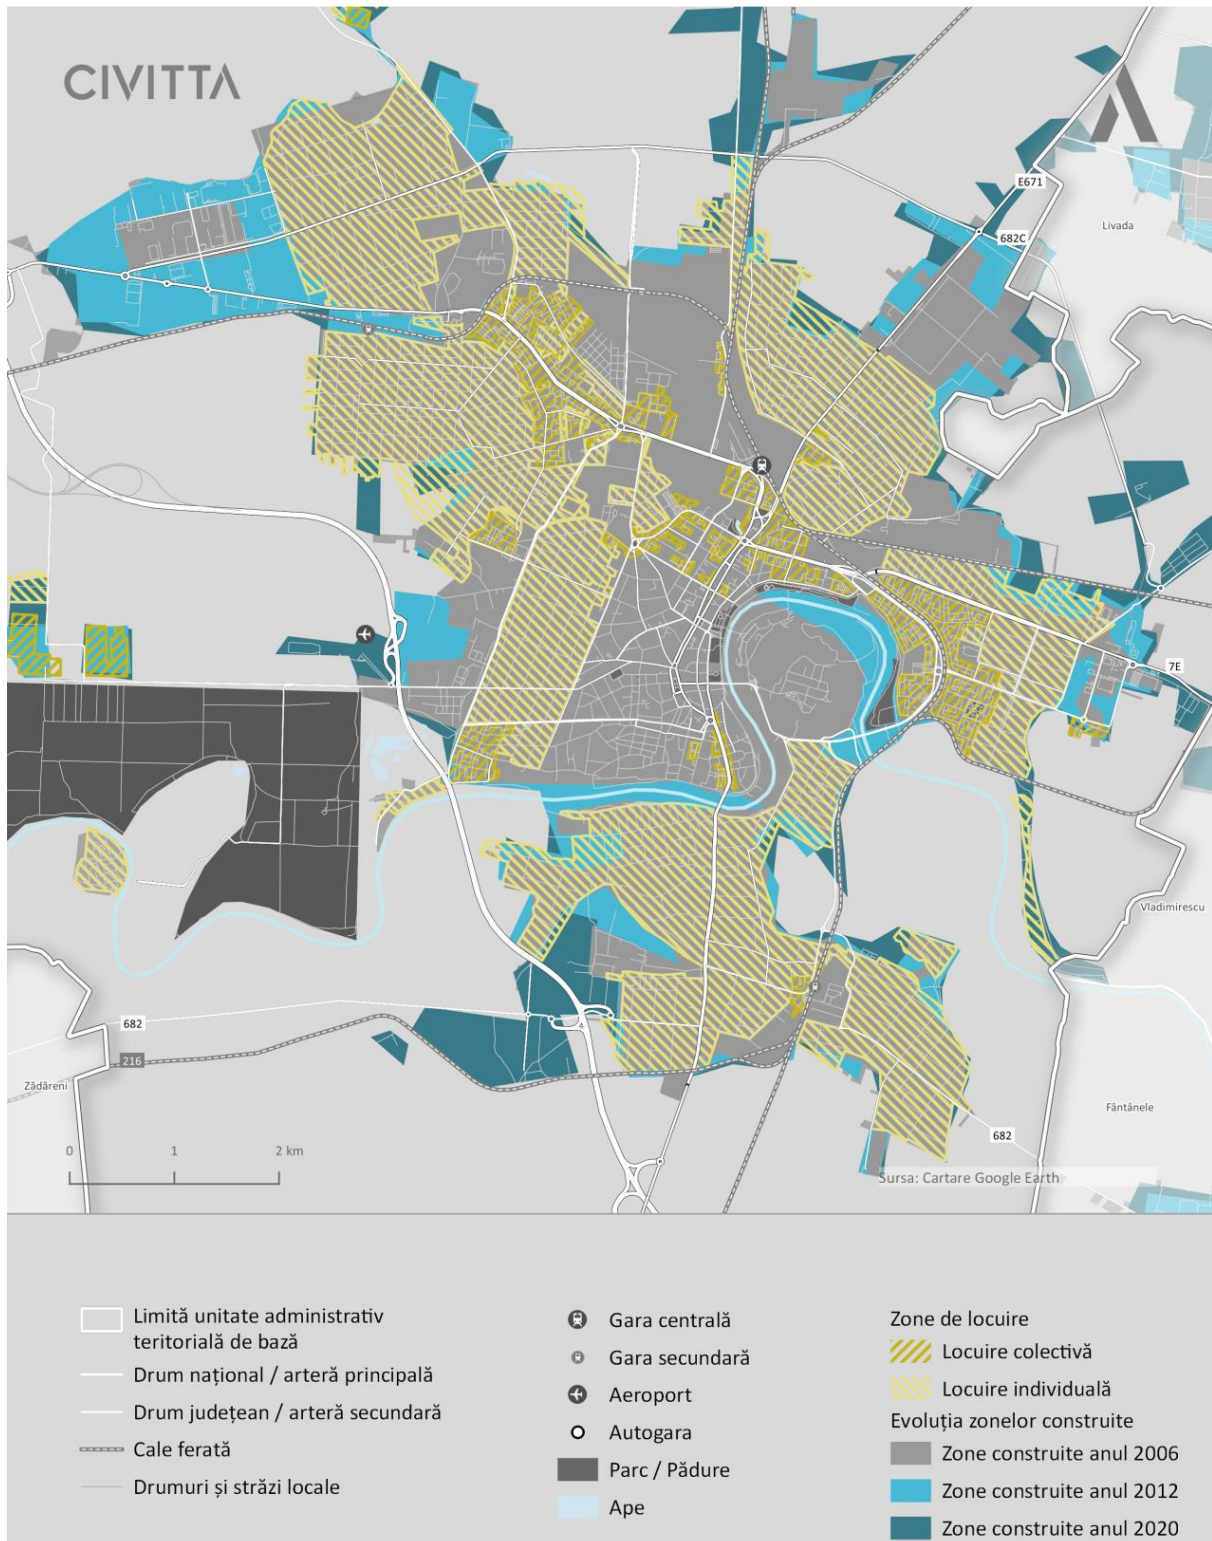 CIVITTA
E671
Livada
682C
7E
Vladimirescu
682
216
Zădăreni
Fântânele
682
0 1 2 km
Sursa: Cartare Google Earth
Limită unitate administrativ
teritorială de bază
Drum național / arteră principală
Drum județean / arteră secundară
Cale ferată
Drumuri și străzi locale
Gara centrală
Gara secundară
Aeroport
Autogara
Parc / Pădure
Ape
Zone de locuire
Locuire colectivă
Locuire individuală
Evoluția zonelor construite
Zone construite anul 2006
Zone construite anul 2012
Zone construite anul 2020